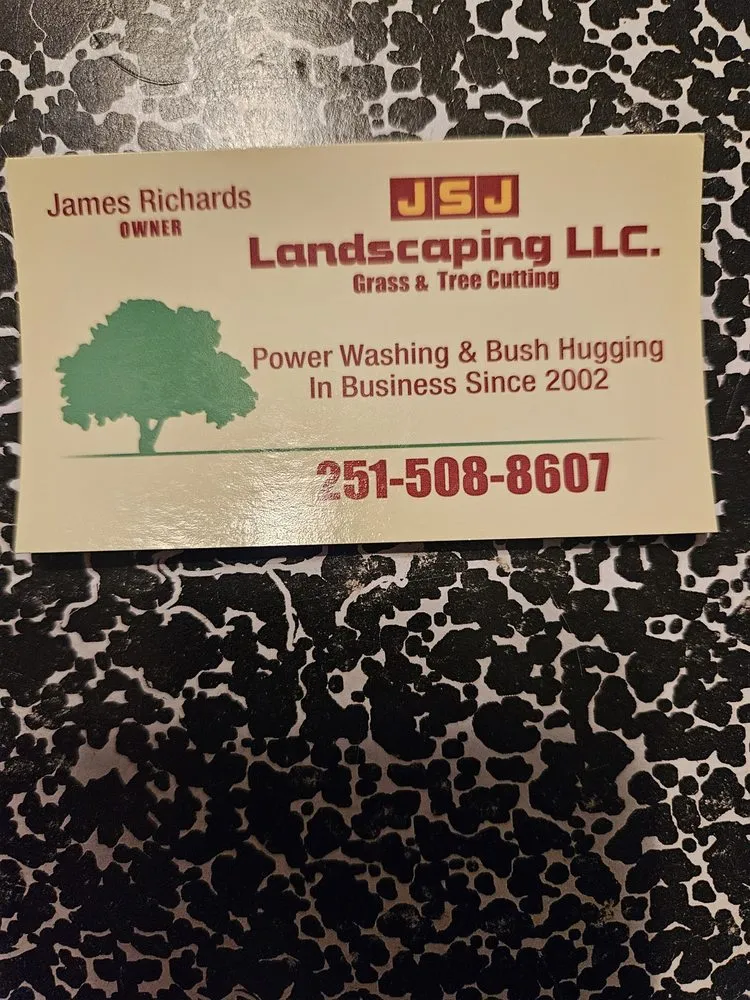 James Richards
OWNER
JSJ
Landscaping LLC.
Grass & Tree Cutting
Power Washing & Bush Hugging
In Business Since 2002
251-508-8607